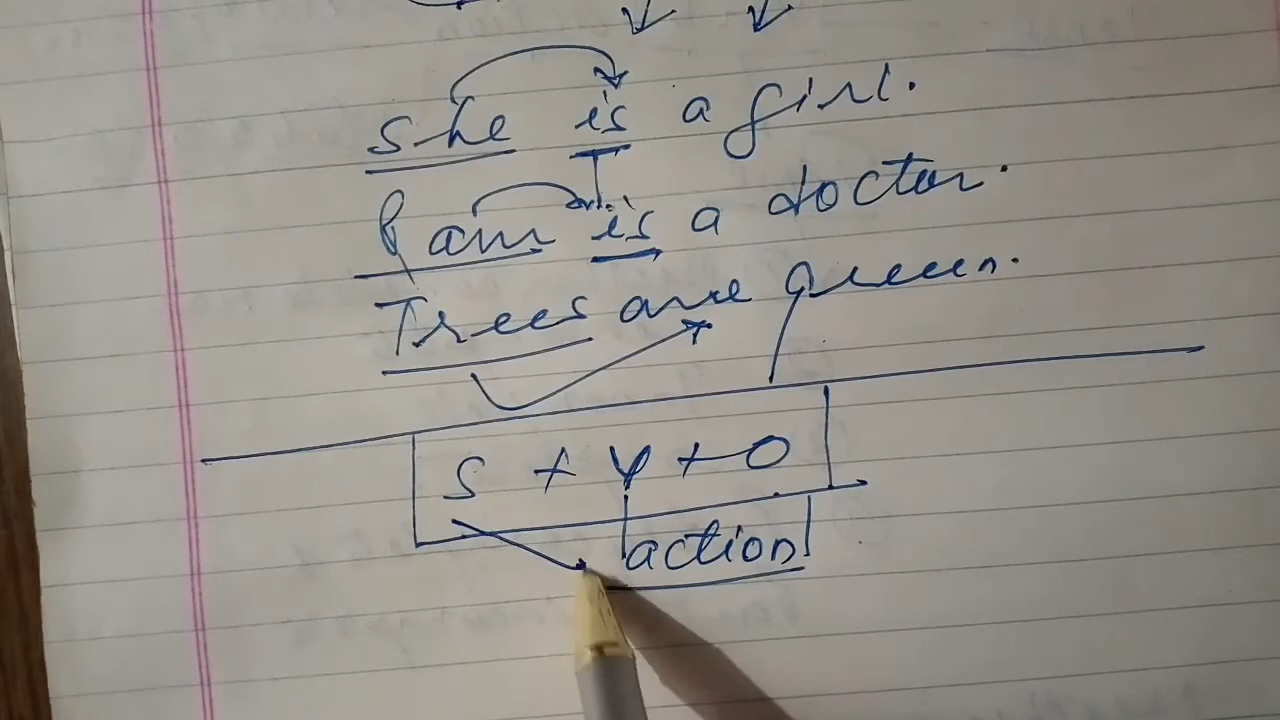 She is a girl.
Ram is a doctor.
Trees are green.
S + V + O
action